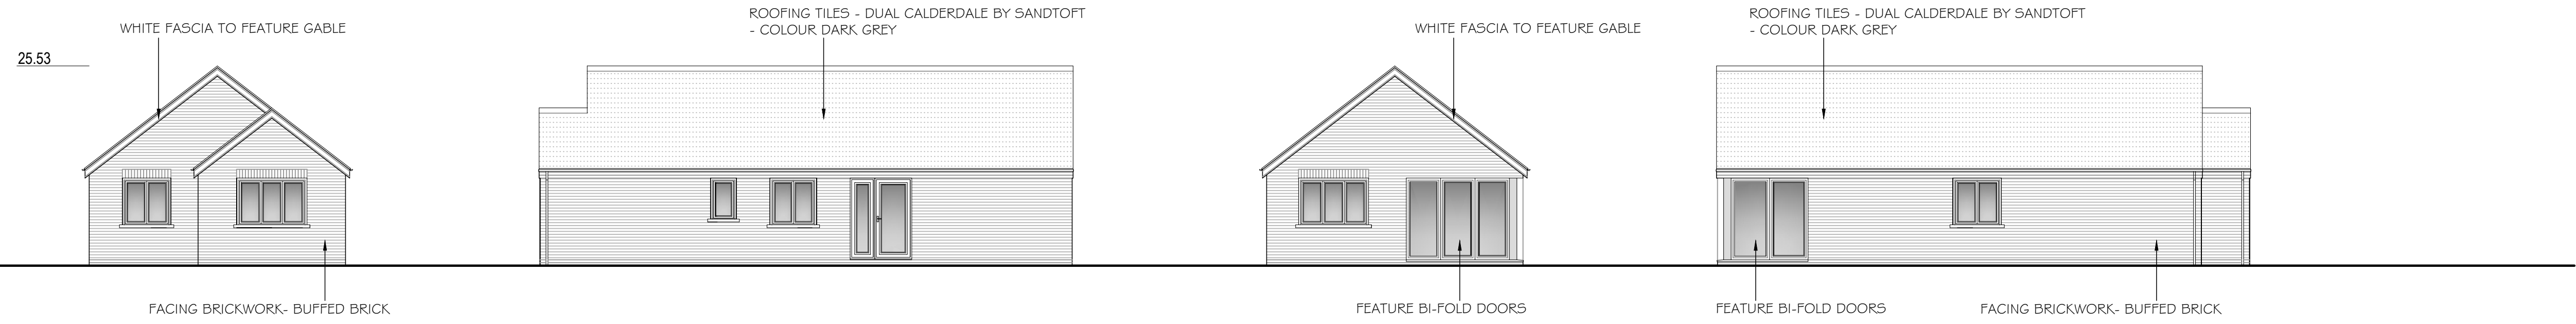 WHITE FASCIA TO FEATURE GABLE
25.53
ROOFING TILES - DUAL CALDERDALE BY SANDTOFT
- COLOUR DARK GREY
WHITE FASCIA TO FEATURE GABLE
ROOFING TILES - DUAL CALDERDALE BY SANDTOFT
- COLOUR DARK GREY
FACING BRICKWORK- BUFFED BRICK
FEATURE BI-FOLD DOORS
FEATURE BI-FOLD DOORS
FACING BRICKWORK- BUFFED BRICK